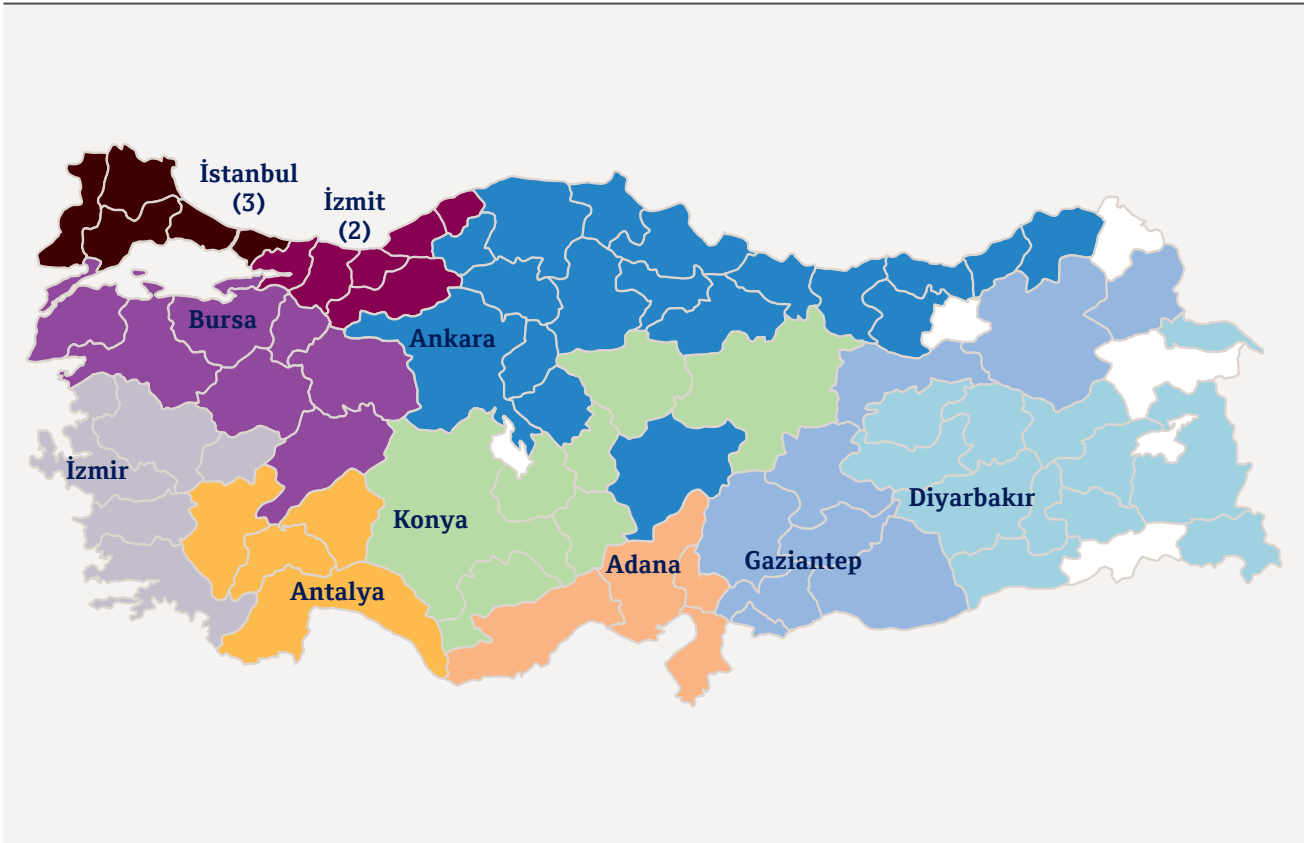 İstanbul
(3)
İzmit
(2)
Bursa
Ankara
İzmir
Konya
Diyarbakır
Adana
Gaziantep
Antalya